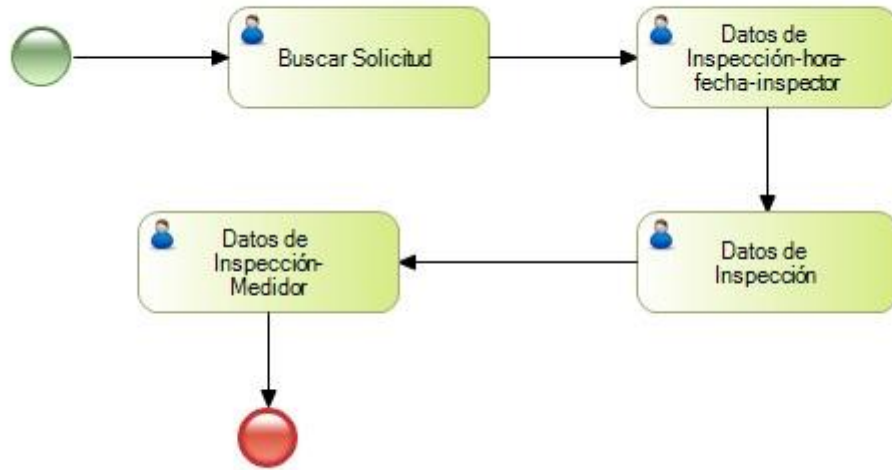 Buscar Solicitud
Datos de
Inspección-hora-
fecha-inspector
Datos de
Inspección
Datos de
Inspección-
Medidor